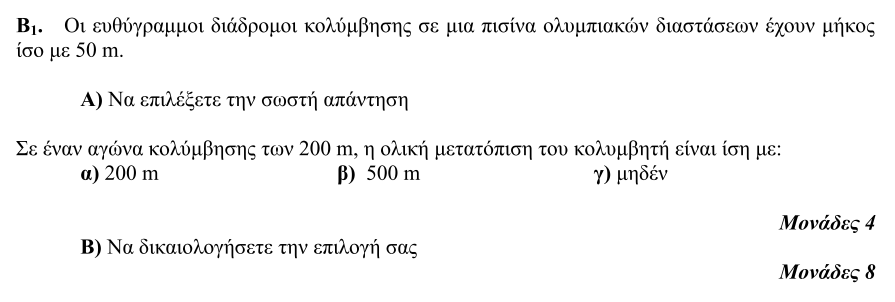 Β1. Οι ευθύγραμμοι διάδρομοι κολύμβησης σε μια πισίνα ολυμπιακών διαστάσεων έχουν μήκος
ίσο με 50 m.
Α) Να επιλέξετε την σωστή απάντηση
Σε έναν αγώνα κολύμβησης των 200 m, η ολική μετατόπιση του κολυμβητή είναι ίση με:
α) 200 m β) 500 m γ) μηδέν
Μονάδες 4
Β) Να δικαιολογήσετε την επιλογή σας
Μονάδες 8